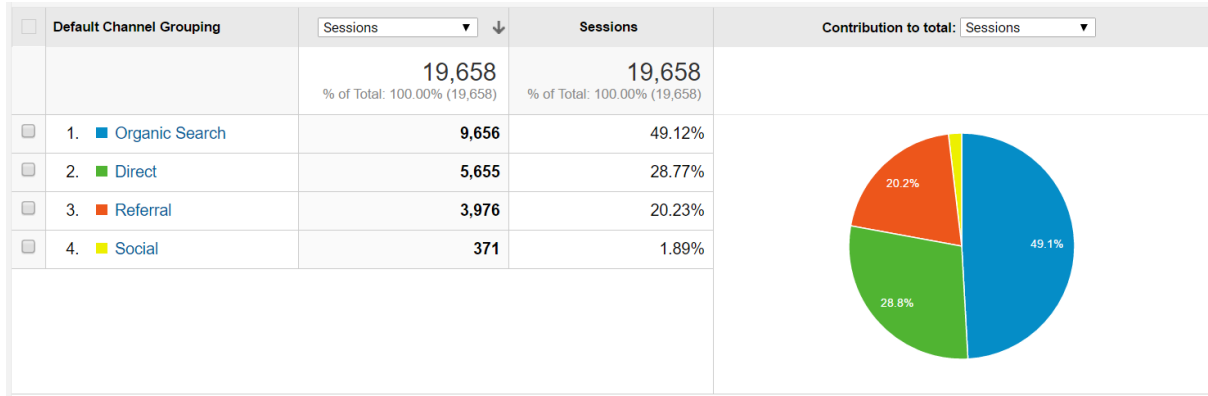 Default Channel Grouping
Sessions
Sessions
Contribution to total: Sessions
19,658
% of Total: 100.00% (19,658)
19,658
% of Total: 100.00% (19,658)
1. Organic Search 9,656 49.12%
2. Direct 5,655 28.77%
3. Referral 3,976 20.23%
4. Social 371 1.89%
20.2%
49.1%
28.8%